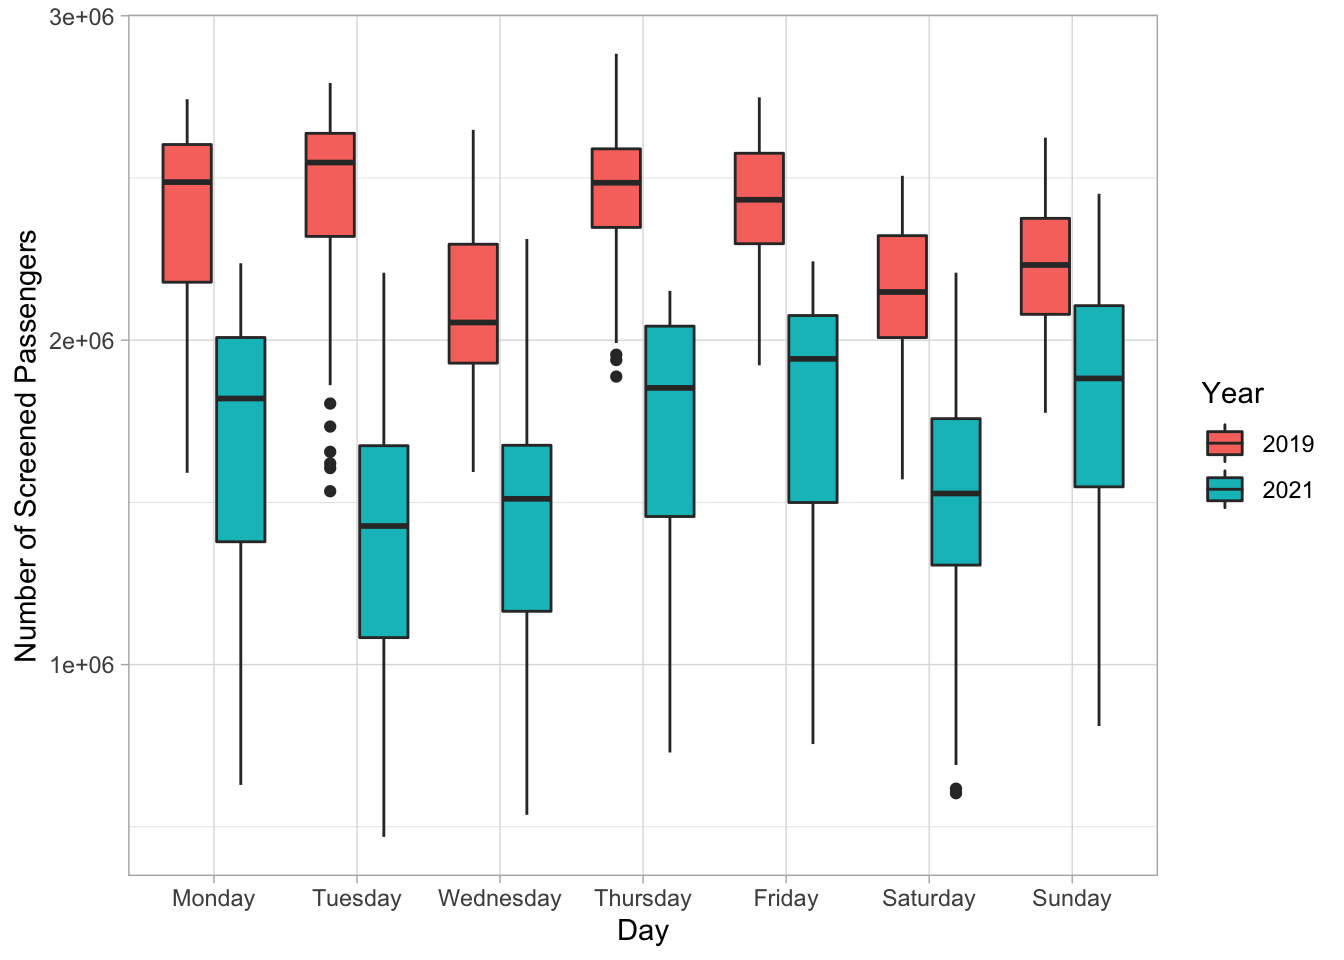 Number of Screened Passengers
3e+06
2e+06
1e+06
Monday Tuesday Wednesday Thursday Friday Saturday Sunday
Day
Year
2019
2021